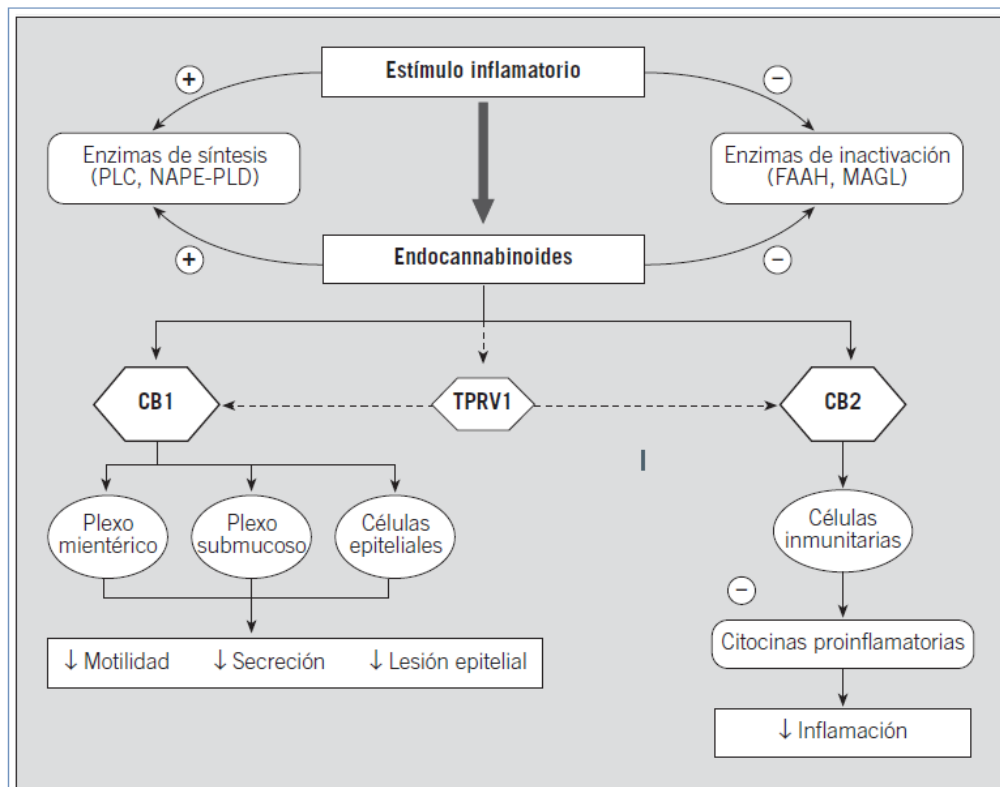 Estímulo inflamatorio
+
−
Enzimas de síntesis
(PLC, NAPE-PLD)
Enzimas de inactivación
(FAAH, MAGL)
+
Endocannabinoides
−
CB1
TPRV1
CB2
Plexo
mientérico
Plexo
submucoso
Células
epiteliales
Células
inmunitarias
−
Citocinas proinflamatorias
↓ Motilidad ↓ Secreción ↓ Lesión epitelial
↓ Inflamación